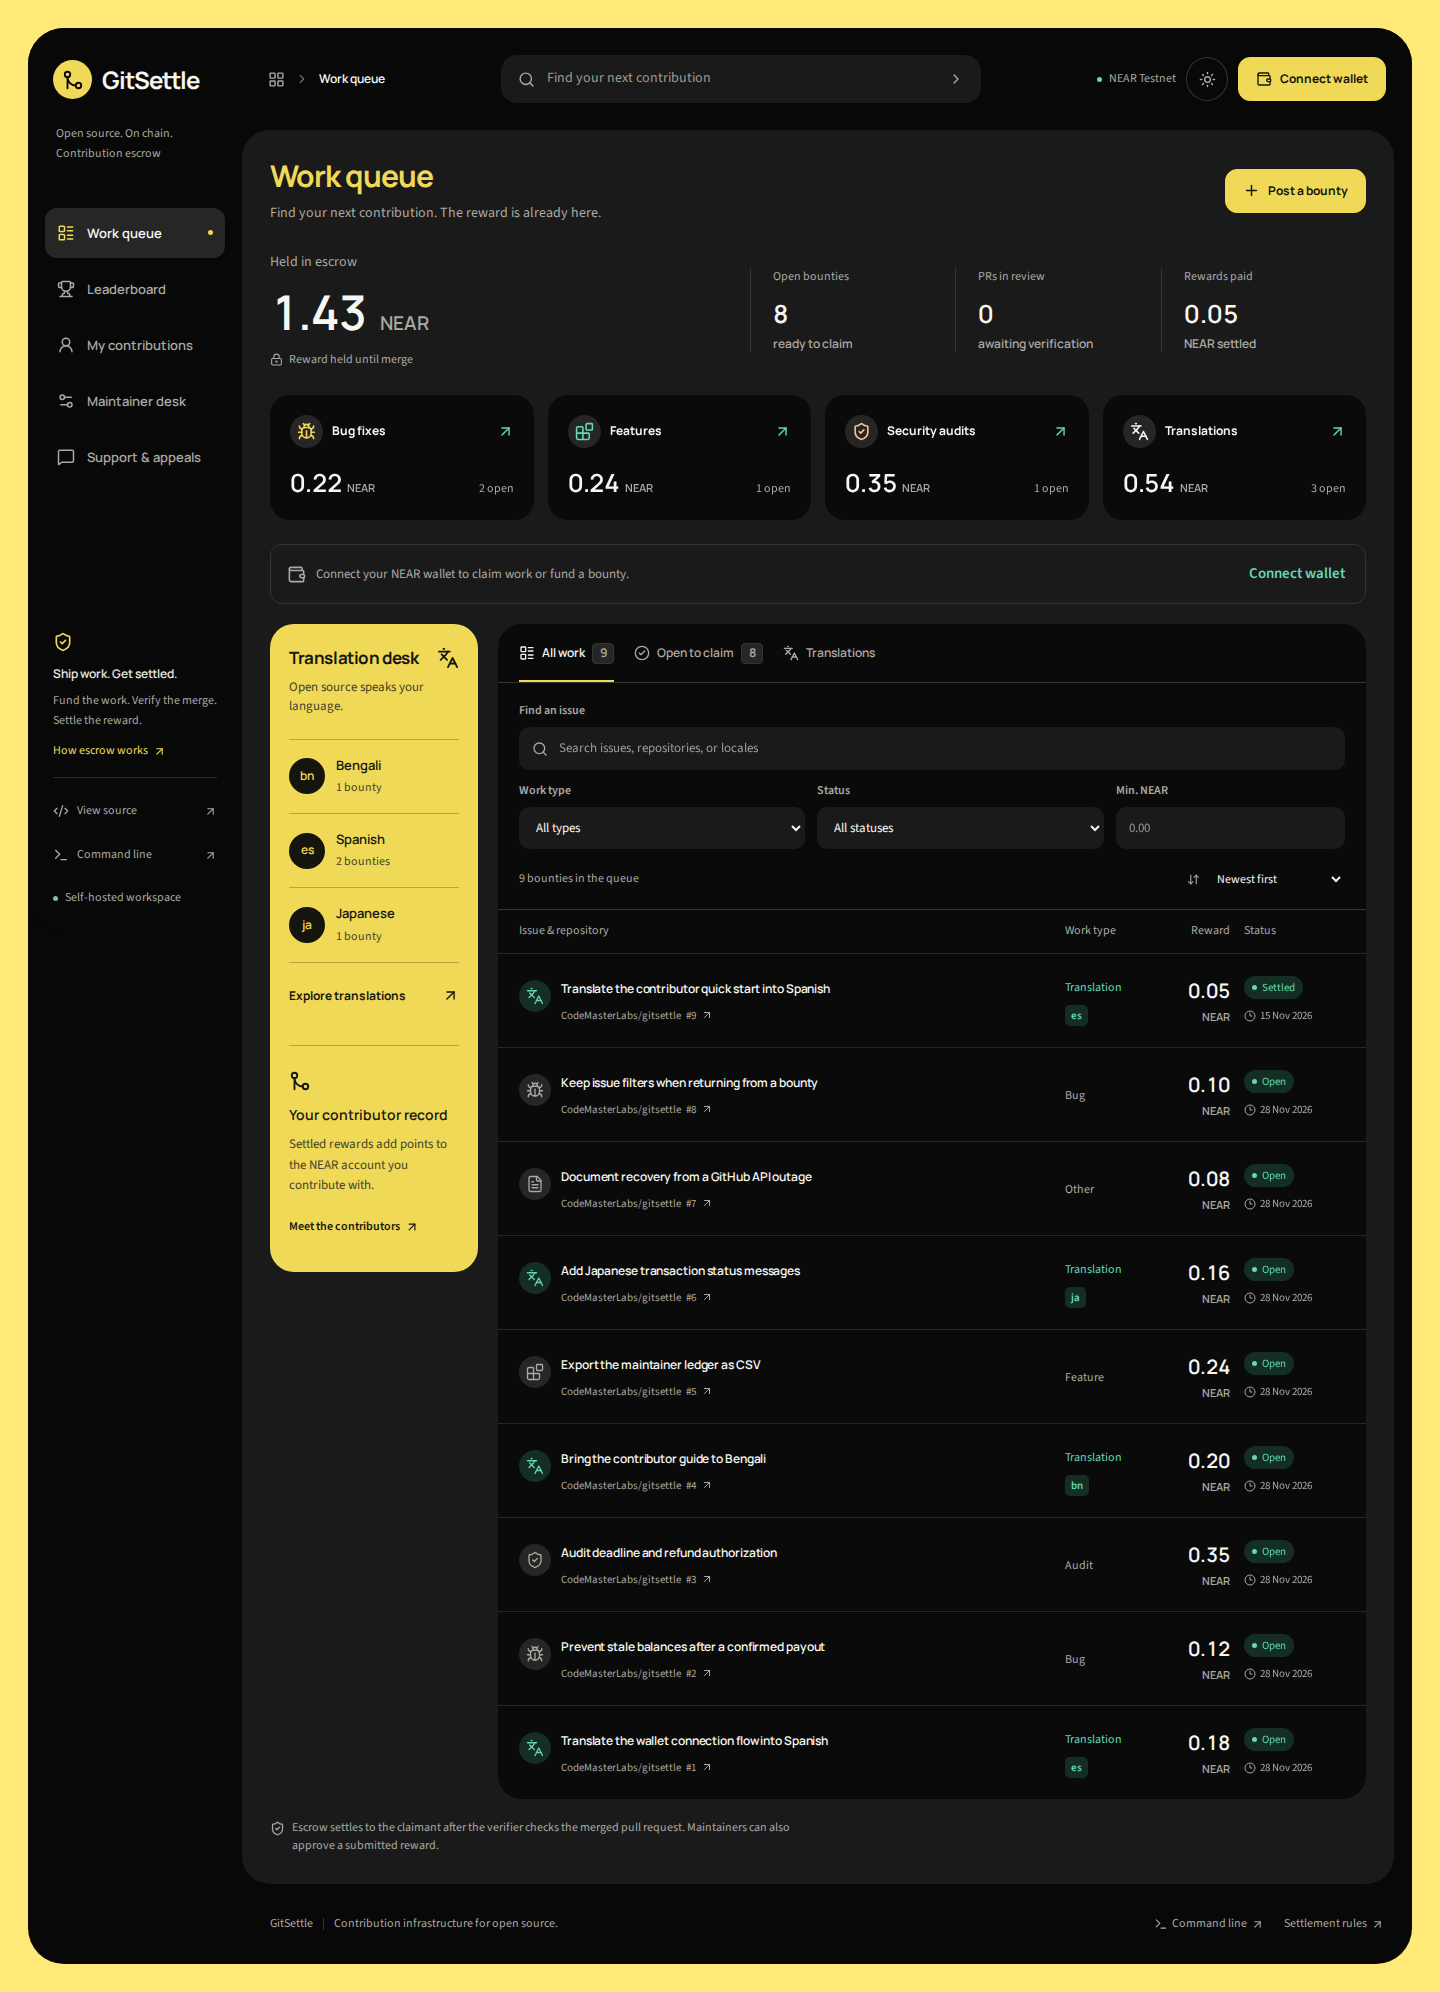 GitSettle
Work queue
Find your next contribution
NEAR Testnet
Connect wallet
Open source. On chain.
Contribution escrow
Work queue
Leaderboard
My contributions
Maintainer desk
Support & appeals
Ship work. Get settled.
Fund the work. Verify the merge.
Settle the reward.
How escrow works
View source
Command line
Self-hosted workspace
Work queue
Find your next contribution. The reward is already here.
Post a bounty
Held in escrow
1.43 NEAR
Reward held until merge
Open bounties
8
ready to claim
PRs in review
0
awaiting verification
Rewards paid
0.05
NEAR settled
Bug fixes
0.22 NEAR
2 open
Features
0.24 NEAR
1 open
Security audits
0.35 NEAR
1 open
Translations
0.54 NEAR
3 open
Connect your NEAR wallet to claim work or fund a bounty.
Connect wallet
Translation desk
Open source speaks your
language.
bn
Bengali
1 bounty
es
Spanish
2 bounties
ja
Japanese
1 bounty
Explore translations
Your contributor record
Settled rewards add points to
the NEAR account you
contribute with.
Meet the contributors
All work 9
Open to claim 8
Translations
Find an issue
Search issues, repositories, or locales
Work type
All types
Status
All statuses
Min. NEAR
0.00
9 bounties in the queue
Newest first
Issue & repository
Work type
Reward
Status
Translate the contributor quick start into Spanish
CodeMasterLabs/gitsettle #9
Translation
es
0.05
NEAR
Settled
15 Nov 2026
Keep issue filters when returning from a bounty
CodeMasterLabs/gitsettle #8
Bug
0.10
NEAR
Open
28 Nov 2026
Document recovery from a GitHub API outage
CodeMasterLabs/gitsettle #7
Other
0.08
NEAR
Open
28 Nov 2026
Add Japanese transaction status messages
CodeMasterLabs/gitsettle #6
Translation
ja
0.16
NEAR
Open
28 Nov 2026
Export the maintainer ledger as CSV
CodeMasterLabs/gitsettle #5
Feature
0.24
NEAR
Open
28 Nov 2026
Bring the contributor guide to Bengali
CodeMasterLabs/gitsettle #4
Translation
bn
0.20
NEAR
Open
28 Nov 2026
Audit deadline and refund authorization
CodeMasterLabs/gitsettle #3
Audit
0.35
NEAR
Open
28 Nov 2026
Prevent stale balances after a confirmed payout
CodeMasterLabs/gitsettle #2
Bug
0.12
NEAR
Open
28 Nov 2026
Translate the wallet connection flow into Spanish
CodeMasterLabs/gitsettle #1
Translation
es
0.18
NEAR
Open
28 Nov 2026
Escrow settles to the claimant after the verifier checks the merged pull request. Maintainers can also
approve a submitted reward.
GitSettle
Contribution infrastructure for open source.
Command line
Settlement rules